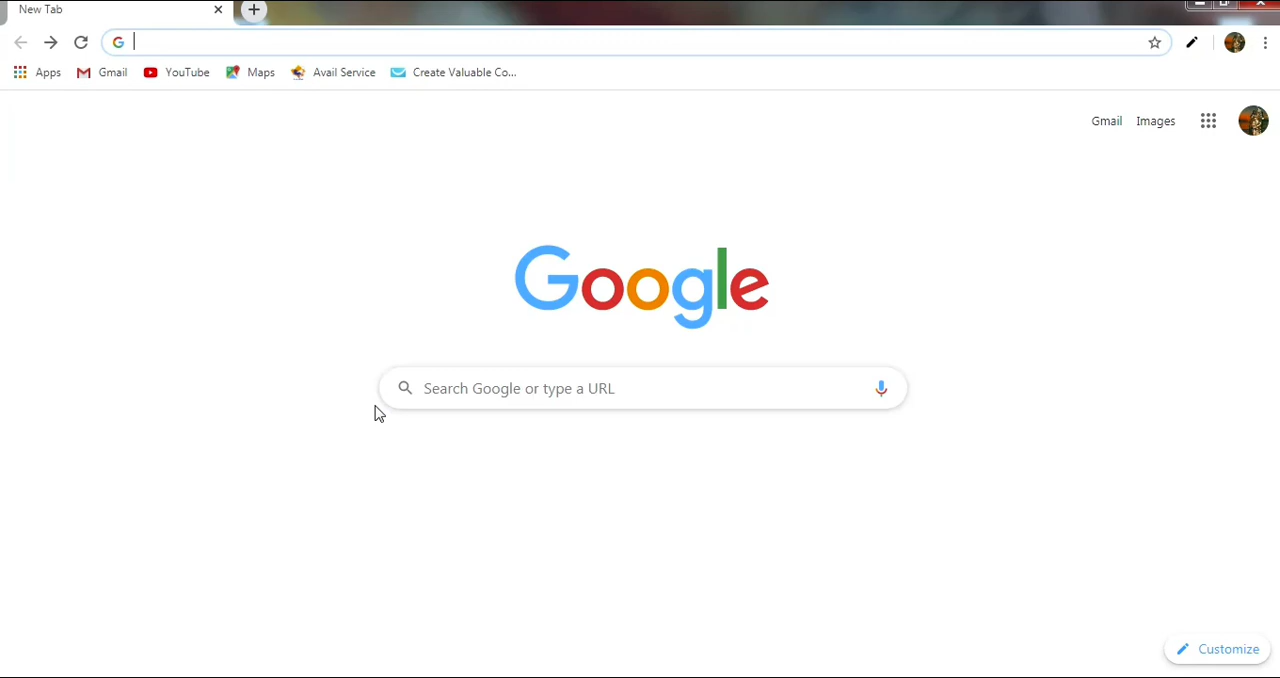 New Tab
Apps Gmail YouTube Maps Avail Service Create Valuable Co...
Gmail Images
Google
Search Google or type a URL
Customize